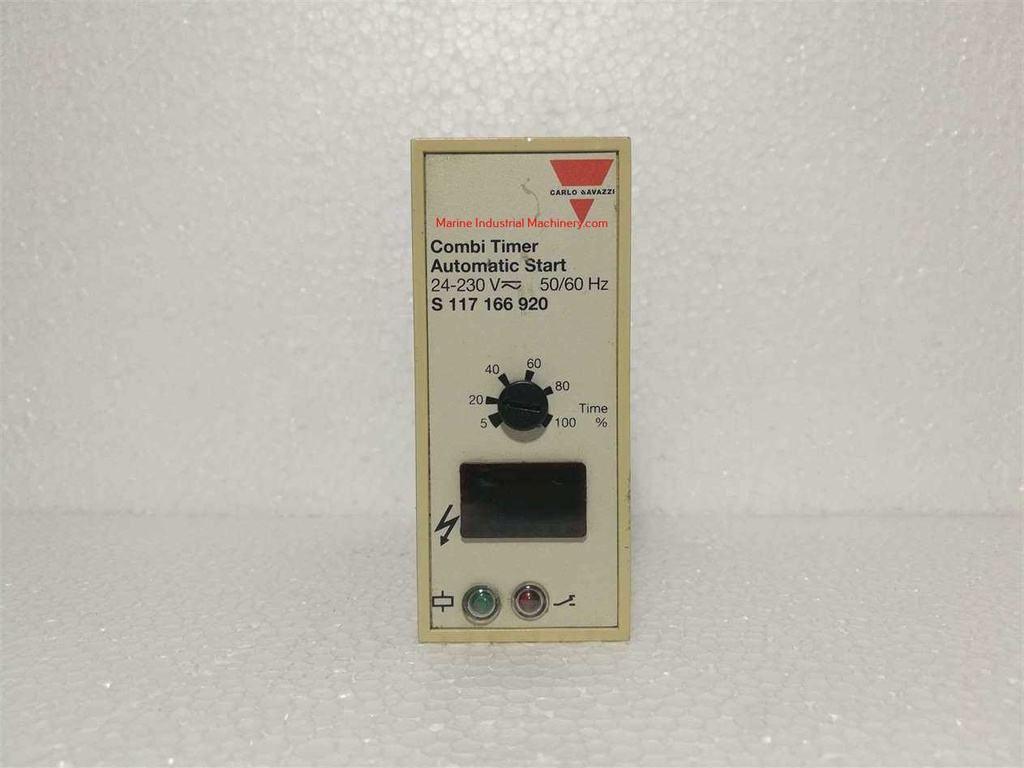 CARLO GAVAZZI
Marine Industrial Machinery.com
Combi Timer
Automatic Start
24-230 V 50/60 Hz
S 117 166 920
60
40
80
20
Time
5
100 %